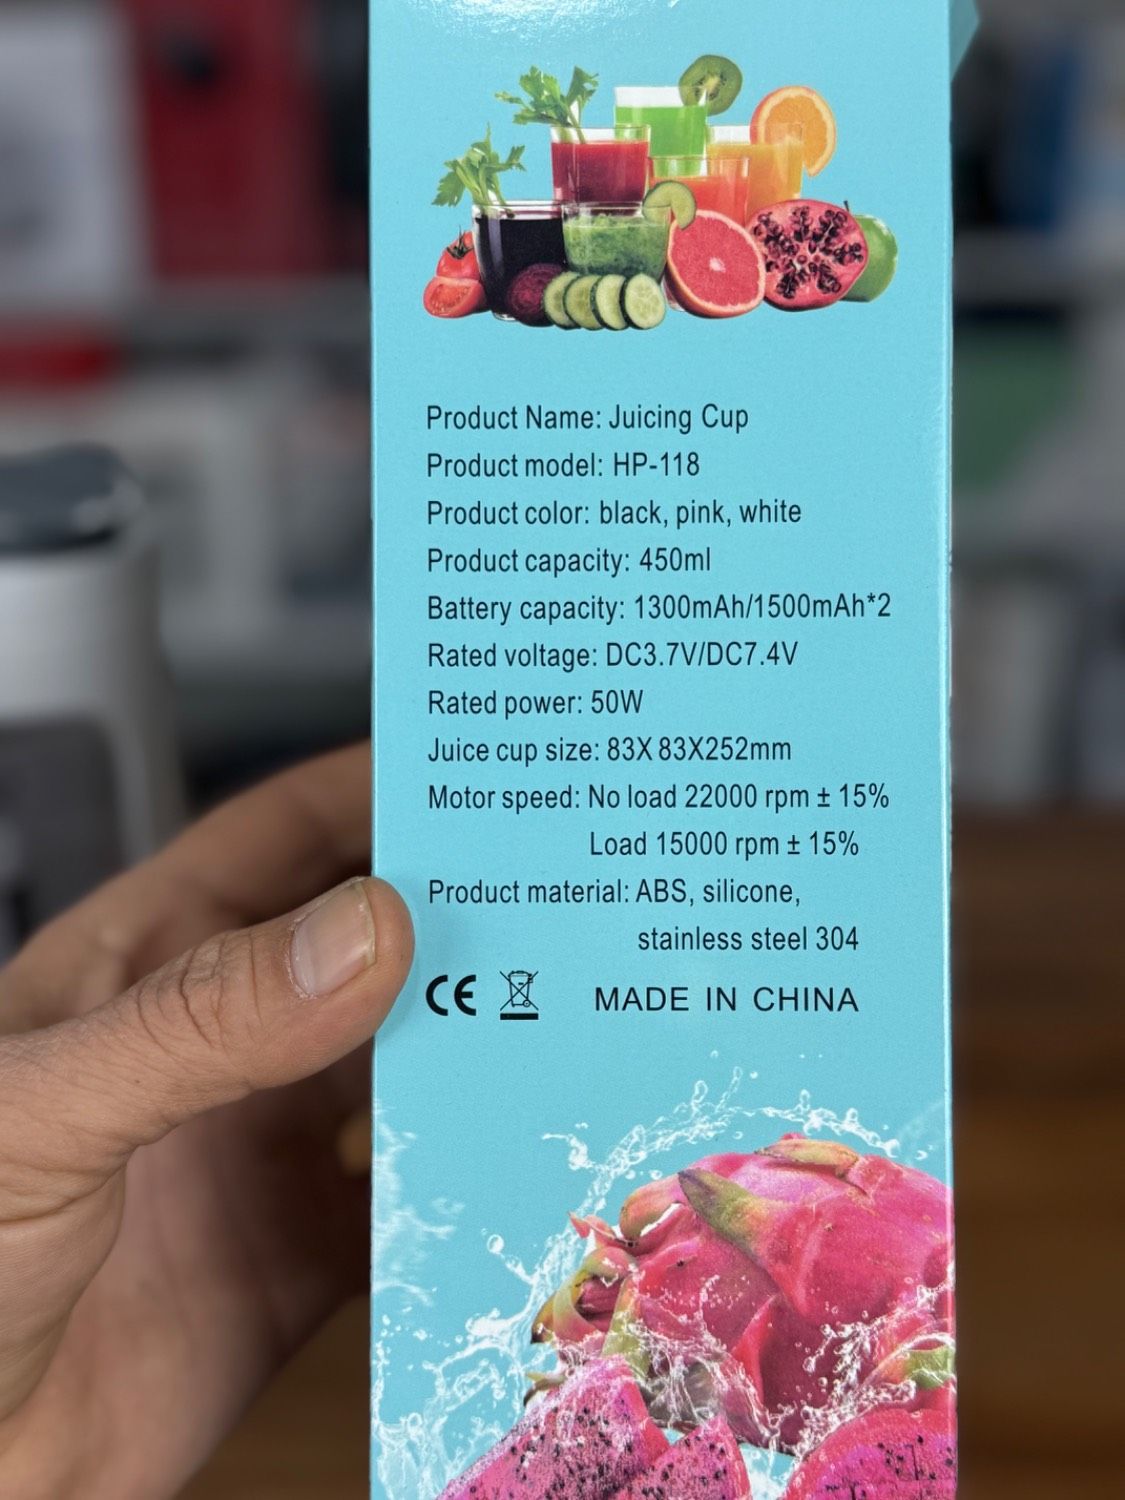 Product Name: Juicing Cup
Product model: HP-118
Product color: black, pink, white
Product capacity: 450ml
Battery capacity: 1300mAh/1500mAh*2
Rated voltage: DC3.7V/DC7.4V
Rated power: 50W
Juice cup size: 83X83X252mm
Motor speed: No load 22000 rpm ± 15%
Load 15000 rpm ± 15%
Product material: ABS, silicone,
stainless steel 304
CE MADE IN CHINA